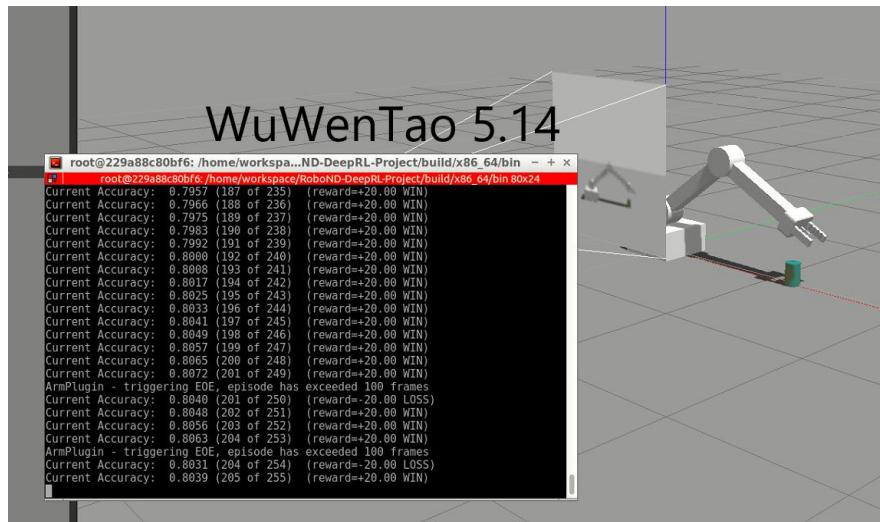 WuWenTao 5.14
root@229a88c80bf6: /home/workspa...ND-DeepRL-Project/build/x86_64/bin
root@229a88c80bf6: /home/workspace/RoboND-DeepRL-Project/build/x86_64/bin 80x24
Current Accuracy: 0.7957 (187 of 235) (reward=+20.00 WIN)
Current Accuracy: 0.7966 (188 of 236) (reward=+20.00 WIN)
Current Accuracy: 0.7975 (189 of 237) (reward=+20.00 WIN)
Current Accuracy: 0.7983 (190 of 238) (reward=+20.00 WIN)
Current Accuracy: 0.7992 (191 of 239) (reward=+20.00 WIN)
Current Accuracy: 0.8000 (192 of 240) (reward=+20.00 WIN)
Current Accuracy: 0.8008 (193 of 241) (reward=+20.00 WIN)
Current Accuracy: 0.8017 (194 of 242) (reward=+20.00 WIN)
Current Accuracy: 0.8025 (195 of 243) (reward=+20.00 WIN)
Current Accuracy: 0.8033 (196 of 244) (reward=+20.00 WIN)
Current Accuracy: 0.8041 (197 of 245) (reward=+20.00 WIN)
Current Accuracy: 0.8049 (198 of 246) (reward=+20.00 WIN)
Current Accuracy: 0.8057 (199 of 247) (reward=+20.00 WIN)
Current Accuracy: 0.8065 (200 of 248) (reward=+20.00 WIN)
Current Accuracy: 0.8072 (201 of 249) (reward=+20.00 WIN)
ArmPlugin - triggering EOE, episode has exceeded 100 frames
Current Accuracy: 0.8040 (201 of 250) (reward=-20.00 LOSS)
Current Accuracy: 0.8048 (202 of 251) (reward=+20.00 WIN)
Current Accuracy: 0.8056 (203 of 252) (reward=+20.00 WIN)
Current Accuracy: 0.8063 (204 of 253) (reward=+20.00 WIN)
ArmPlugin - triggering EOE, episode has exceeded 100 frames
Current Accuracy: 0.8031 (204 of 254) (reward=-20.00 LOSS)
Current Accuracy: 0.8039 (205 of 255) (reward=+20.00 WIN)